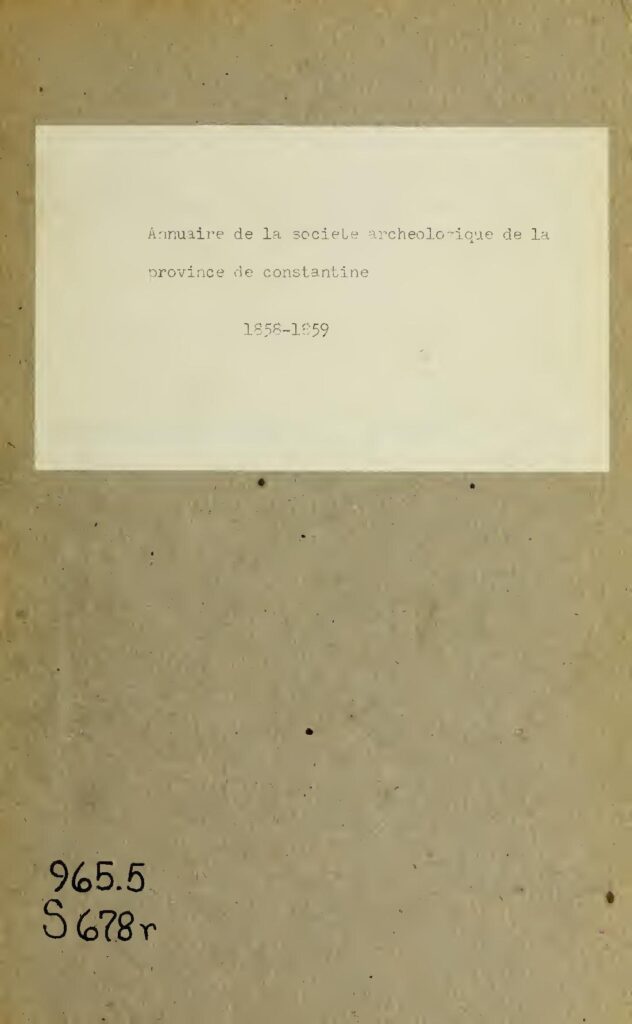 Annuaire de la societe archeologique de la
province de constantine
1858-1859
965.5
S678r